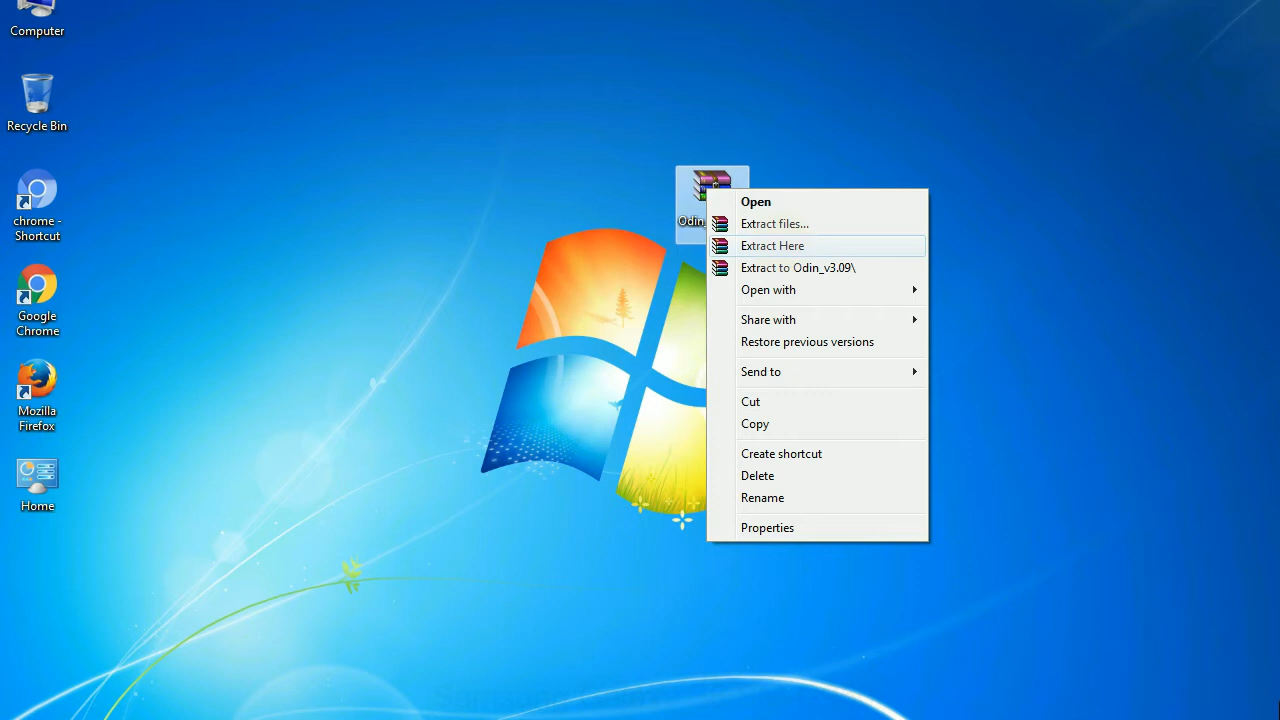 Computer
Recycle Bin
chrome -
Shortcut
Google
Chrome
Mozilla
Firefox
Home
Open
Extract files...
Extract Here
Extract to Odin_v3.09\
Open with
Share with
Restore previous versions
Send to
Cut
Copy
Create shortcut
Delete
Rename
Properties